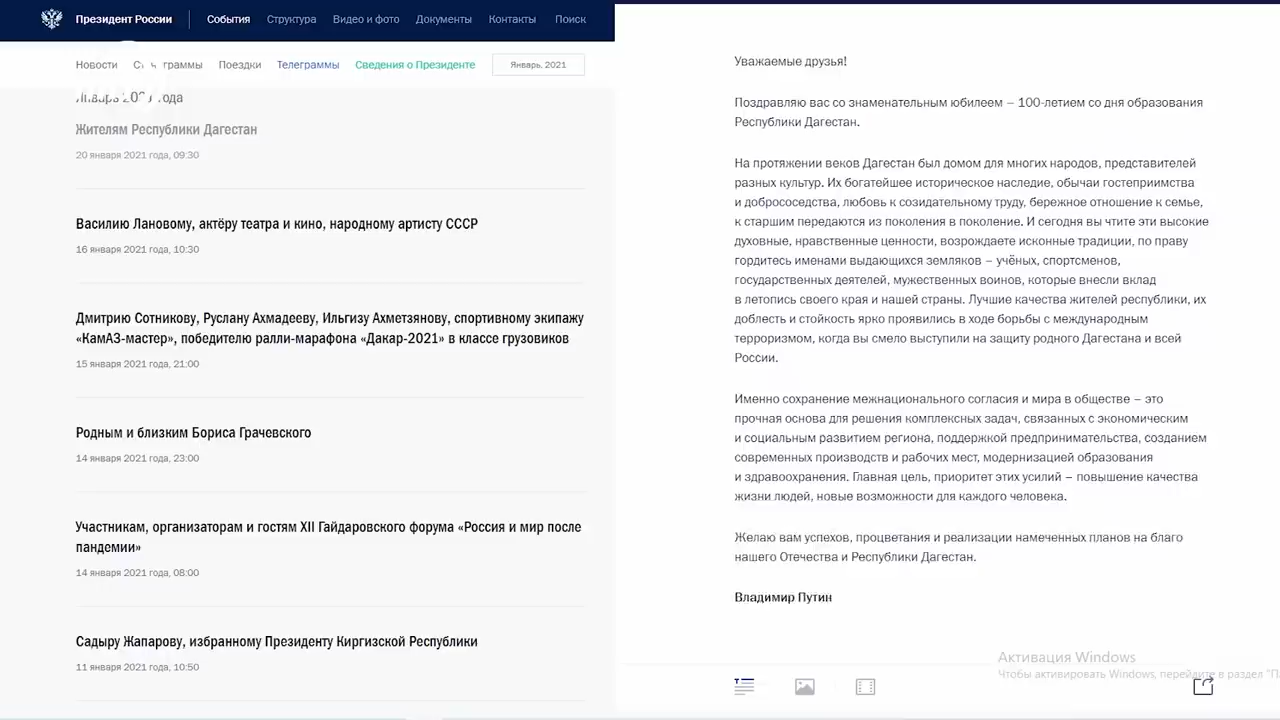 Президент России
События
Структура
Видео и фото
Документы
Контакты
Поиск
Новости
Поездки
Телеграммы
Сведения о Президенте
Январь, 2021
Жителям Республики Дагестан
20 января 2021 года, 09:30
Василию Лановому, актёру театра и кино, народному артисту СССР
16 января 2021 года, 10:30
Дмитрию Сотникову, Руслану Ахмадееву, Ильгизу Ахметзянову, спортивному экипажу
«КамАЗ-мастер», победителю ралли-марафона «Дакар-2021» в классе грузовиков
15 января 2021 года, 21:00
Родным и близким Бориса Грачевского
14 января 2021 года, 23:00
Участникам, организаторам и гостям XII Гайдаровского форума «Россия и мир после
пандемии»
14 января 2021 года, 08:00
Садыру Жапарову, избранному Президенту Киргизской Республики
11 января 2021 года, 10:50
Уважаемые друзья!
Поздравляю вас со знаменательным юбилеем – 100-летием со дня образования
Республики Дагестан.
На протяжении веков Дагестан был домом для многих народов, представителей
разных культур. Их богатейшее историческое наследие, обычаи гостеприимства
и добрососедства, любовь к созидательному труду, бережное отношение к семье,
к старшим передаются из поколения в поколение. И сегодня вы чтите эти высокие
духовные, нравственные ценности, возрождаете исконные традиции, по праву
гордитесь именами выдающихся земляков – учёных, спортсменов,
государственных деятелей, мужественных воинов, которые внесли вклад
в летопись своего края и нашей страны. Лучшие качества жителей республики, их
доблесть и стойкость ярко проявились в ходе борьбы с международным
терроризмом, когда вы смело выступили на защиту родного Дагестана и всей
России.
Именно сохранение межнационального согласия и мира в обществе – это
прочная основа для решения комплексных задач, связанных с экономическим
и социальным развитием региона, поддержкой предпринимательства, созданием
современных производств и рабочих мест, модернизацией образования
и здравоохранения. Главная цель, приоритет этих усилий – повышение качества
жизни людей, новые возможности для каждого человека.
Желаю вам успехов, процветания и реализации намеченных планов на благо
нашего Отечества и Республики Дагестан.
Владимир Путин
Активация Windows
Чтобы активировать Windows, перейдите в раздел